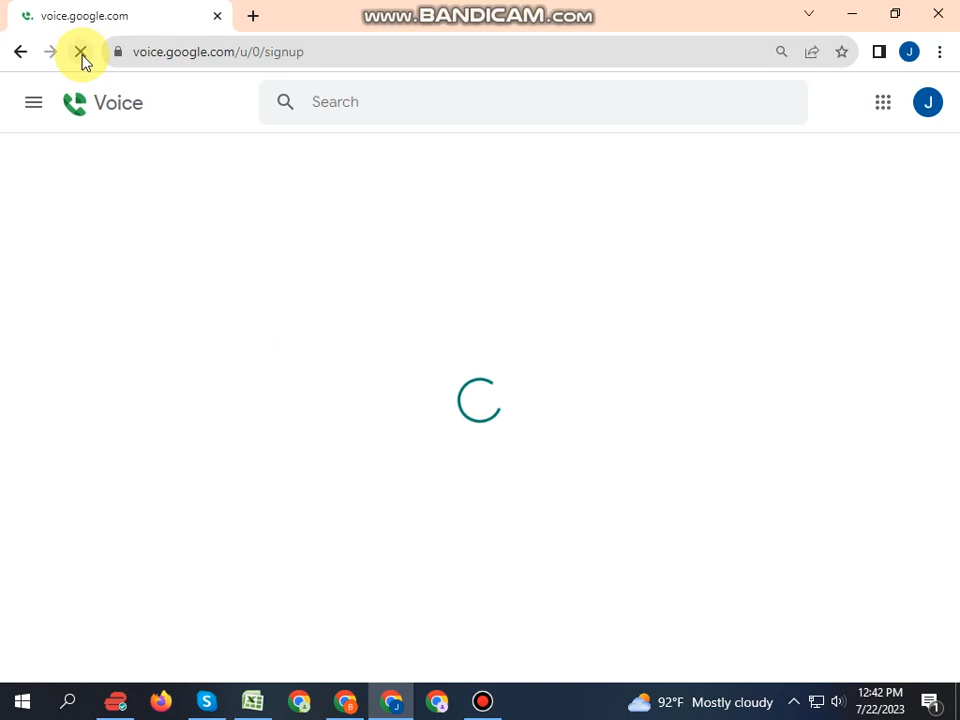 voice.google.com
www.BANDICAM.com
voice.google.com/u/0/signup
J
Voice
Search
J
S
X
A
B
J
A
92°F Mostly cloudy
12:42 PM
7/22/2023
1